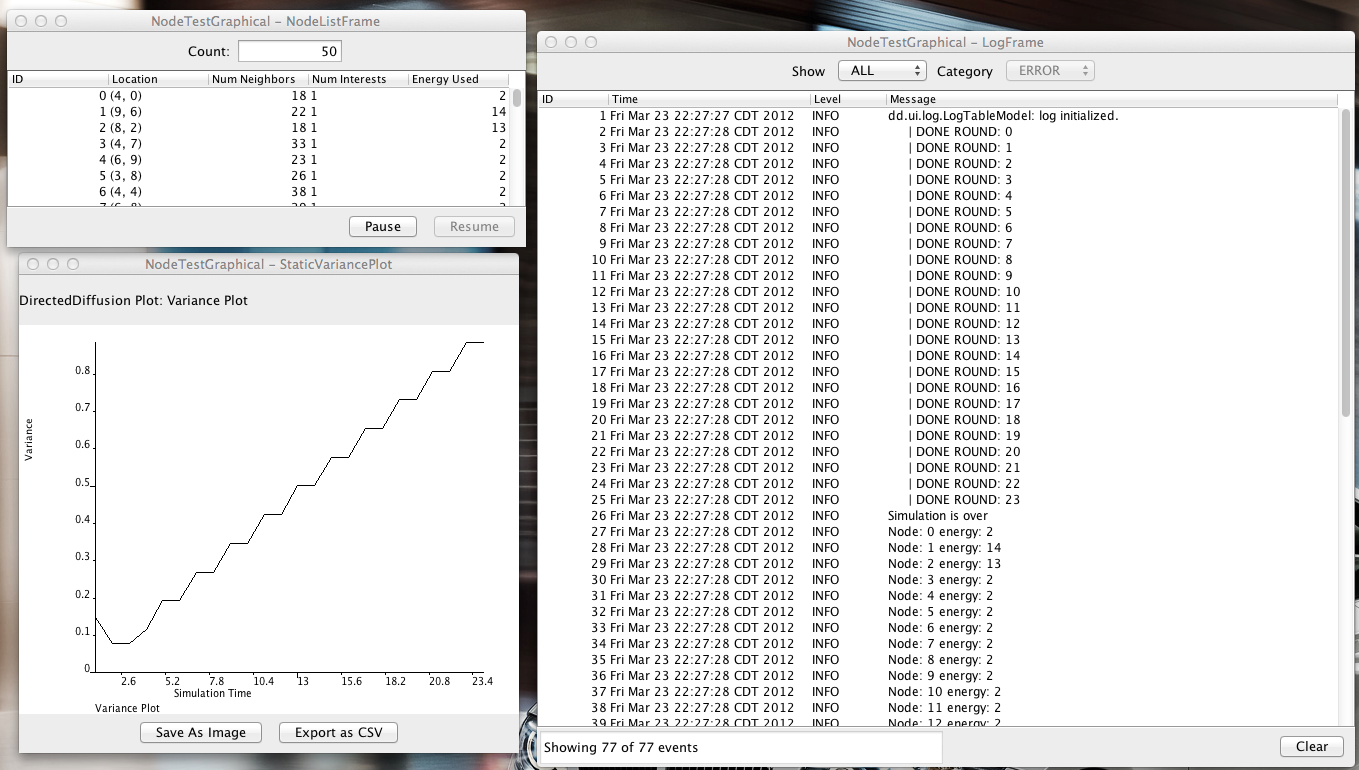 NodeTestGraphical – NodeListFrame
Count: 50
ID Location Num Neighbors Num Interests Energy Used
0 (4, 0) 18 1 2
1 (9, 6) 22 1 14
2 (8, 2) 18 1 13
3 (4, 7) 33 1 2
4 (6, 9) 23 1 2
5 (3, 8) 26 1 2
6 (4, 4) 38 1 2
Pause Resume
NodeTestGraphical – StaticVariancePlot
DirectedDiffusion Plot: Variance Plot
Variance
0.8
0.7
0.6
0.5
0.4
0.3
0.2
0.1
0
2.6 5.2 7.8 10.4 13 15.6 18.2 20.8 23.4
Simulation Time
Variance Plot
Save As Image Export as CSV
NodeTestGraphical – LogFrame
Show ALL Category ERROR
ID Time Level Message
1 Fri Mar 23 22:27:27 CDT 2012 INFO dd.ui.log.LogTableModel: log initialized.
2 Fri Mar 23 22:27:28 CDT 2012 INFO | DONE ROUND: 0
3 Fri Mar 23 22:27:28 CDT 2012 INFO | DONE ROUND: 1
4 Fri Mar 23 22:27:28 CDT 2012 INFO | DONE ROUND: 2
5 Fri Mar 23 22:27:28 CDT 2012 INFO | DONE ROUND: 3
6 Fri Mar 23 22:27:28 CDT 2012 INFO | DONE ROUND: 4
7 Fri Mar 23 22:27:28 CDT 2012 INFO | DONE ROUND: 5
8 Fri Mar 23 22:27:28 CDT 2012 INFO | DONE ROUND: 6
9 Fri Mar 23 22:27:28 CDT 2012 INFO | DONE ROUND: 7
10 Fri Mar 23 22:27:28 CDT 2012 INFO | DONE ROUND: 8
11 Fri Mar 23 22:27:28 CDT 2012 INFO | DONE ROUND: 9
12 Fri Mar 23 22:27:28 CDT 2012 INFO | DONE ROUND: 10
13 Fri Mar 23 22:27:28 CDT 2012 INFO | DONE ROUND: 11
14 Fri Mar 23 22:27:28 CDT 2012 INFO | DONE ROUND: 12
15 Fri Mar 23 22:27:28 CDT 2012 INFO | DONE ROUND: 13
16 Fri Mar 23 22:27:28 CDT 2012 INFO | DONE ROUND: 14
17 Fri Mar 23 22:27:28 CDT 2012 INFO | DONE ROUND: 15
18 Fri Mar 23 22:27:28 CDT 2012 INFO | DONE ROUND: 16
19 Fri Mar 23 22:27:28 CDT 2012 INFO | DONE ROUND: 17
20 Fri Mar 23 22:27:28 CDT 2012 INFO | DONE ROUND: 18
21 Fri Mar 23 22:27:28 CDT 2012 INFO | DONE ROUND: 19
22 Fri Mar 23 22:27:28 CDT 2012 INFO | DONE ROUND: 20
23 Fri Mar 23 22:27:28 CDT 2012 INFO | DONE ROUND: 21
24 Fri Mar 23 22:27:28 CDT 2012 INFO | DONE ROUND: 22
25 Fri Mar 23 22:27:28 CDT 2012 INFO | DONE ROUND: 23
26 Fri Mar 23 22:27:28 CDT 2012 INFO Simulation is over
27 Fri Mar 23 22:27:28 CDT 2012 INFO Node: 0 energy: 2
28 Fri Mar 23 22:27:28 CDT 2012 INFO Node: 1 energy: 14
29 Fri Mar 23 22:27:28 CDT 2012 INFO Node: 2 energy: 13
30 Fri Mar 23 22:27:28 CDT 2012 INFO Node: 3 energy: 2
31 Fri Mar 23 22:27:28 CDT 2012 INFO Node: 4 energy: 2
32 Fri Mar 23 22:27:28 CDT 2012 INFO Node: 5 energy: 2
33 Fri Mar 23 22:27:28 CDT 2012 INFO Node: 6 energy: 2
34 Fri Mar 23 22:27:28 CDT 2012 INFO Node: 7 energy: 2
35 Fri Mar 23 22:27:28 CDT 2012 INFO Node: 8 energy: 2
36 Fri Mar 23 22:27:28 CDT 2012 INFO Node: 9 energy: 2
37 Fri Mar 23 22:27:28 CDT 2012 INFO Node: 10 energy: 2
38 Fri Mar 23 22:27:28 CDT 2012 INFO Node: 11 energy: 2
39 Fri Mar 23 22:27:28 CDT 2012 INFO Node: 12 energy: 2
Showing 77 of 77 events
Clear